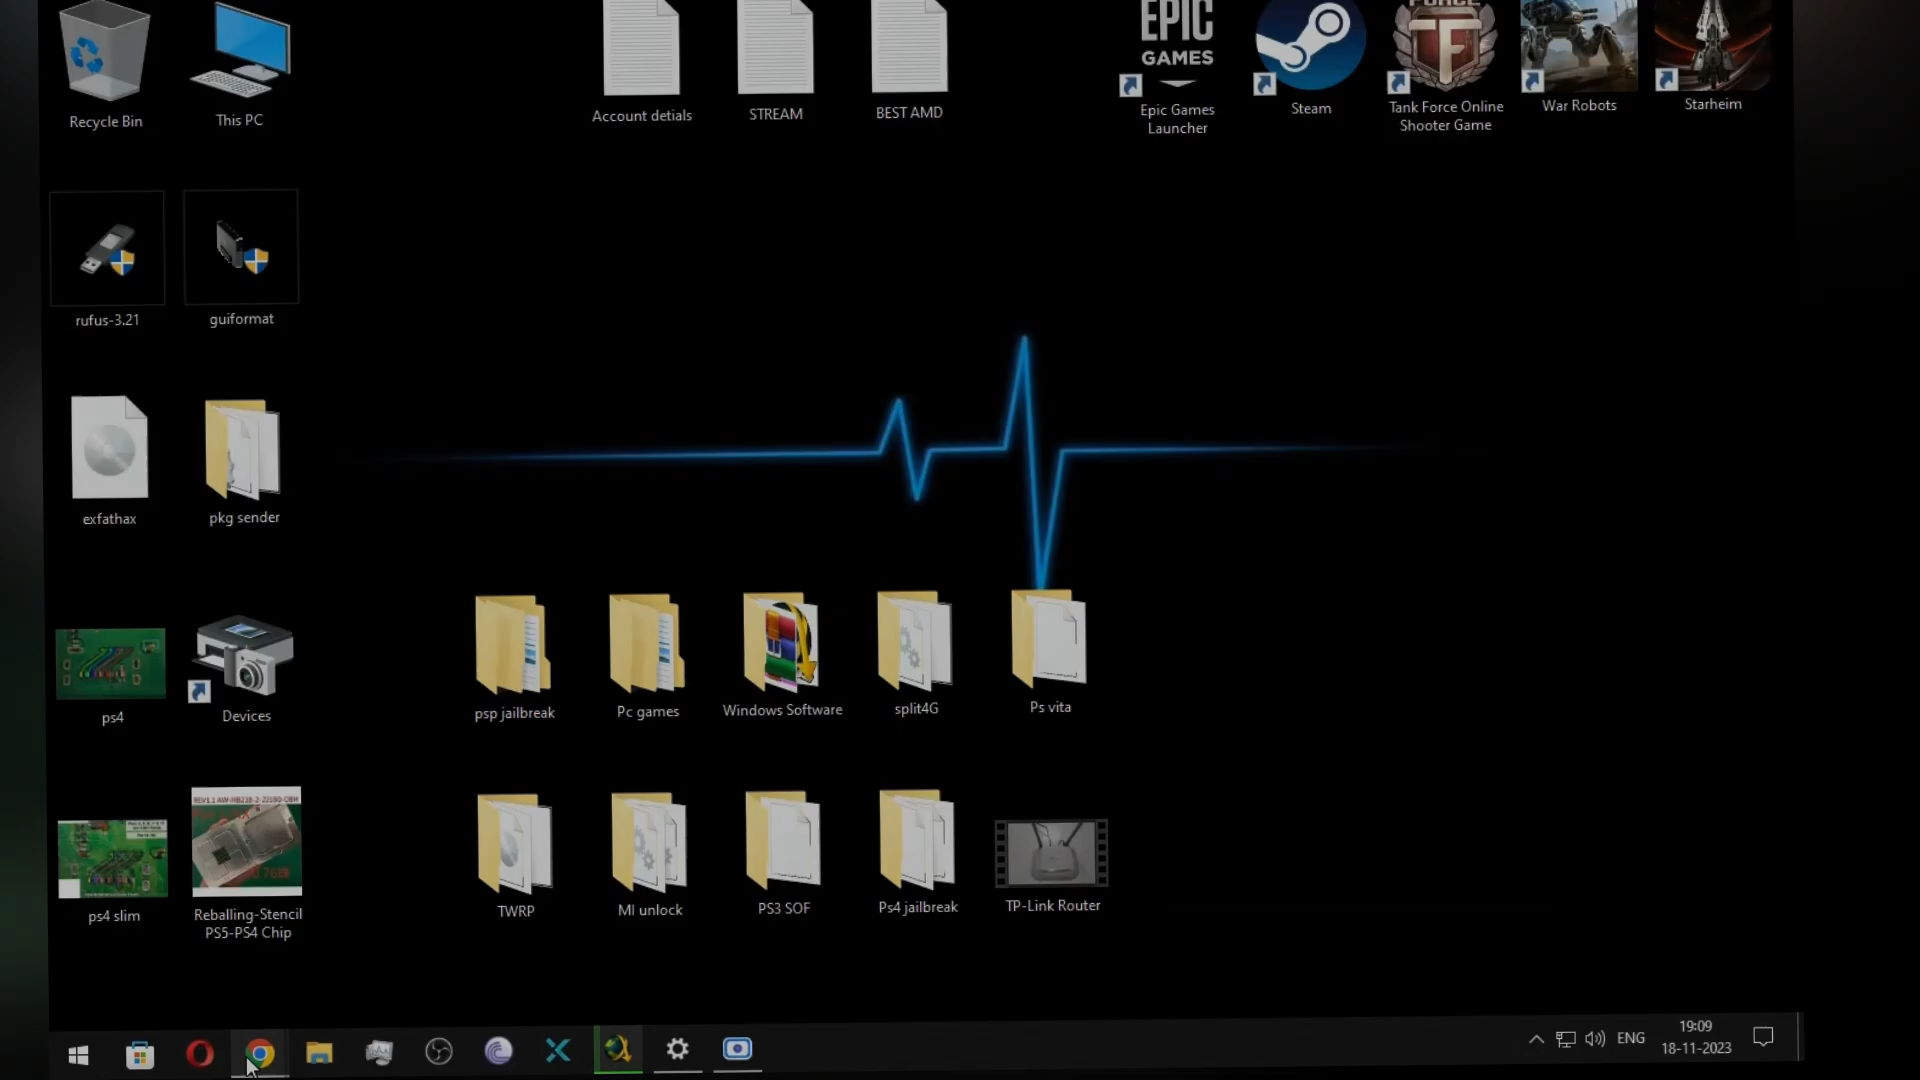 Recycle Bin
This PC
Account detials
STREAM
BEST AMD
EPIC
GAMES
Epic Games
Launcher
Steam
FORCE
Tank Force Online
Shooter Game
War Robots
Starheim
rufus-3.21
guiformat
exfathax
pkg sender
ps4
Devices
psp jailbreak
Pc games
Windows Software
split4G
Ps vita
ps4 slim
Reballing-Stencil
PS5-PS4 Chip
TWRP
MI unlock
PS3 SOF
Ps4 jailbreak
TP-Link Router
ENG
19:09
18-11-2023